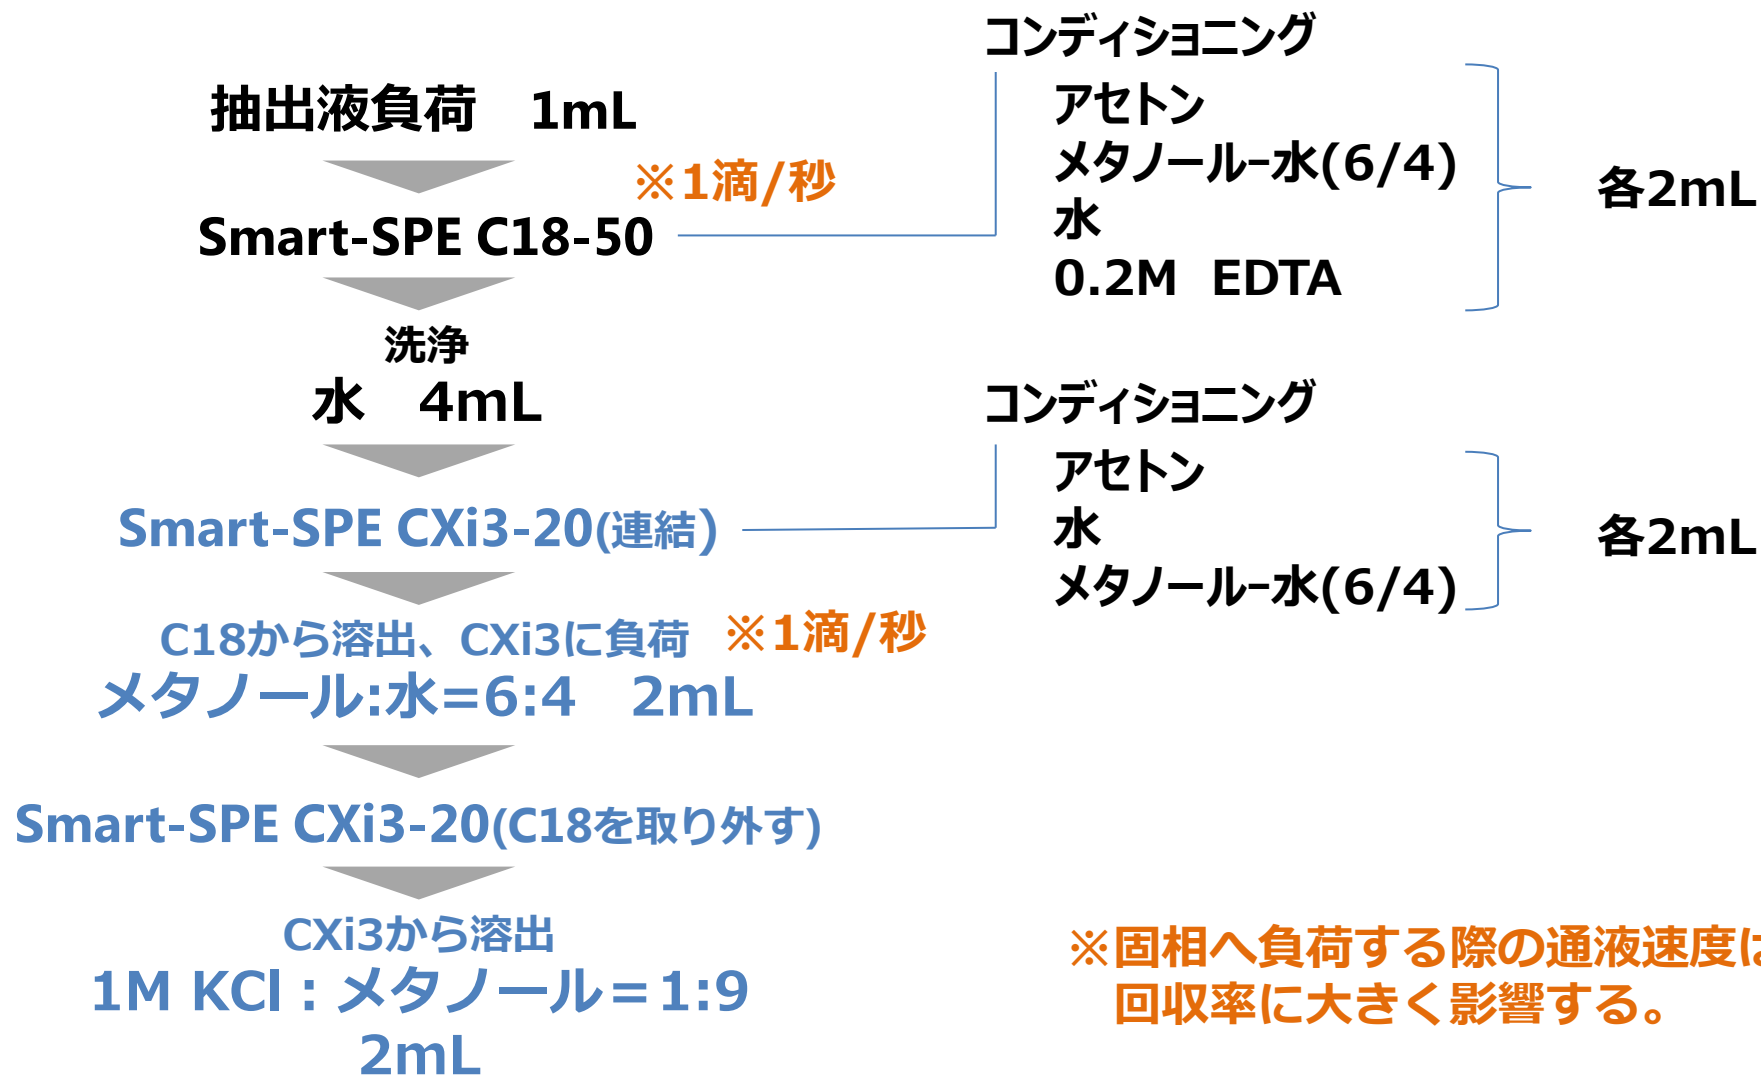 抽出液負荷　1mL
※1滴/秒
Smart-SPE C18-50
洗浄
水　4mL
Smart-SPE CXi3-20(連結)
C18から溶出、CXi3に負荷　※1滴/秒
メタノール:水=6:4　2mL
Smart-SPE CXi3-20(C18を取り外す)
CXi3から溶出
1M KCl：メタノール＝1:9
2mL
コンディショニング
アセトン
メタノール-水(6/4)
水
0.2M　EDTA
各2mL
コンディショニング
アセトン
水
メタノール-水(6/4)
各2mL
※固相へ負荷する際の通液速度は
回収率に大きく影響する。